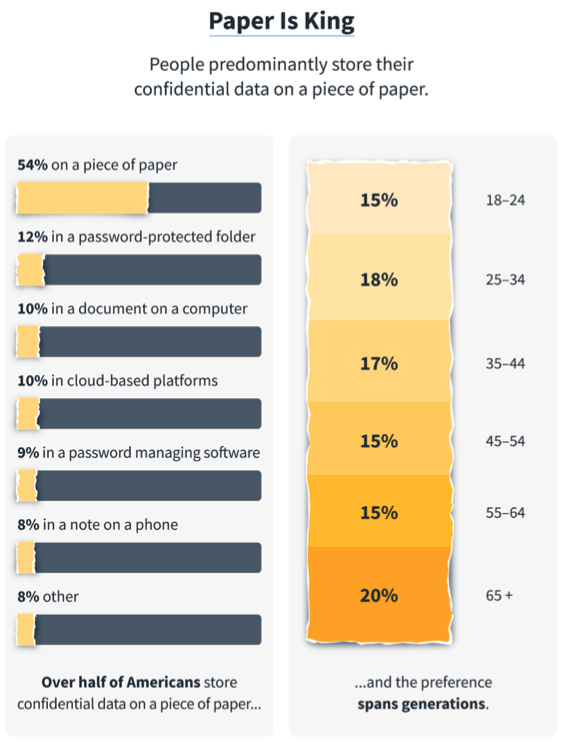 Paper Is King
People predominantly store their
confidential data on a piece of paper.
54% on a piece of paper
12% in a password-protected folder
10% in a document on a computer
10% in cloud-based platforms
9% in a password managing software
8% in a note on a phone
8% other
Over half of Americans store
confidential data on a piece of paper...
15% 18–24
18% 25–34
17% 35–44
15% 45–54
15% 55–64
20% 65 +
...and the preference
spans generations.